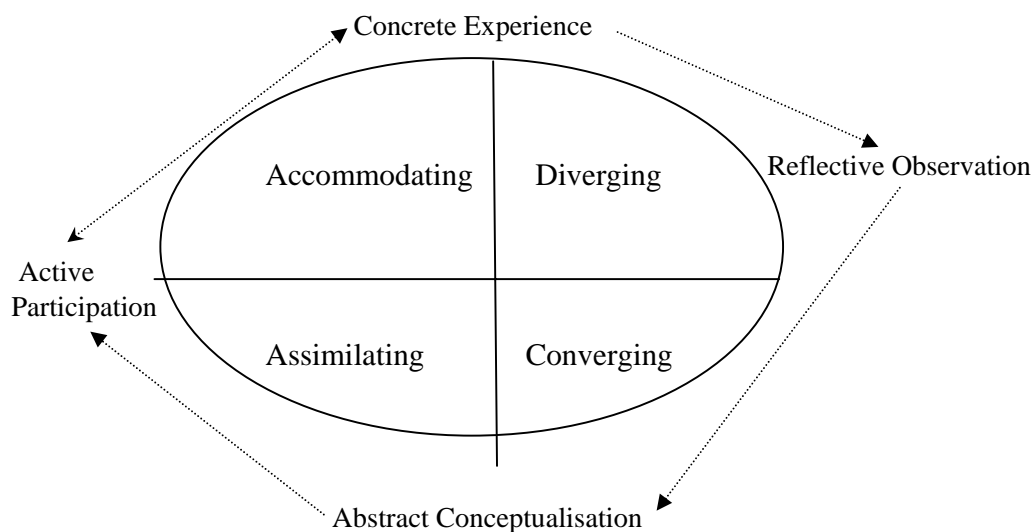 Concrete Experience
Accommodating
Diverging
Reflective Observation
Active
Participation
Assimilating
Converging
Abstract Conceptualisation